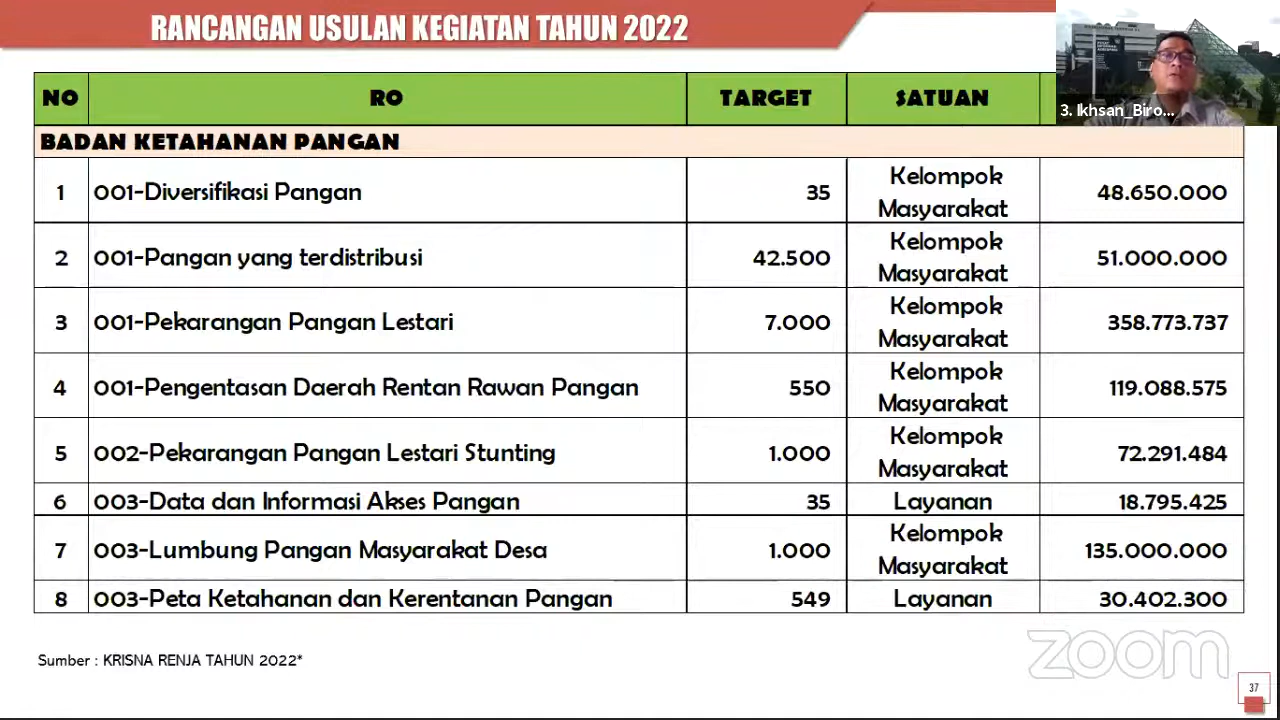 RANCANGAN USULAN KEGIATAN TAHUN 2022
3. Ikhsan_Biro...
NO RO TARGET SATUAN
BADAN KETAHANAN PANGAN
1 001-Diversifikasi Pangan 35 Kelompok Masyarakat 48.650.000
2 001-Pangan yang terdistribusi 42.500 Kelompok Masyarakat 51.000.000
3 001-Pekarangan Pangan Lestari 7.000 Kelompok Masyarakat 358.773.737
4 001-Pengentasan Daerah Rentan Rawan Pangan 550 Kelompok Masyarakat 119.088.575
5 002-Pekarangan Pangan Lestari Stunting 1.000 Kelompok Masyarakat 72.291.484
6 003-Data dan Informasi Akses Pangan 35 Layanan 18.795.425
7 003-Lumbung Pangan Masyarakat Desa 1.000 Kelompok Masyarakat 135.000.000
8 003-Peta Ketahanan dan Kerentanan Pangan 549 Layanan 30.402.300
Sumber : KRISNA RENJA TAHUN 2022*
zoom
37